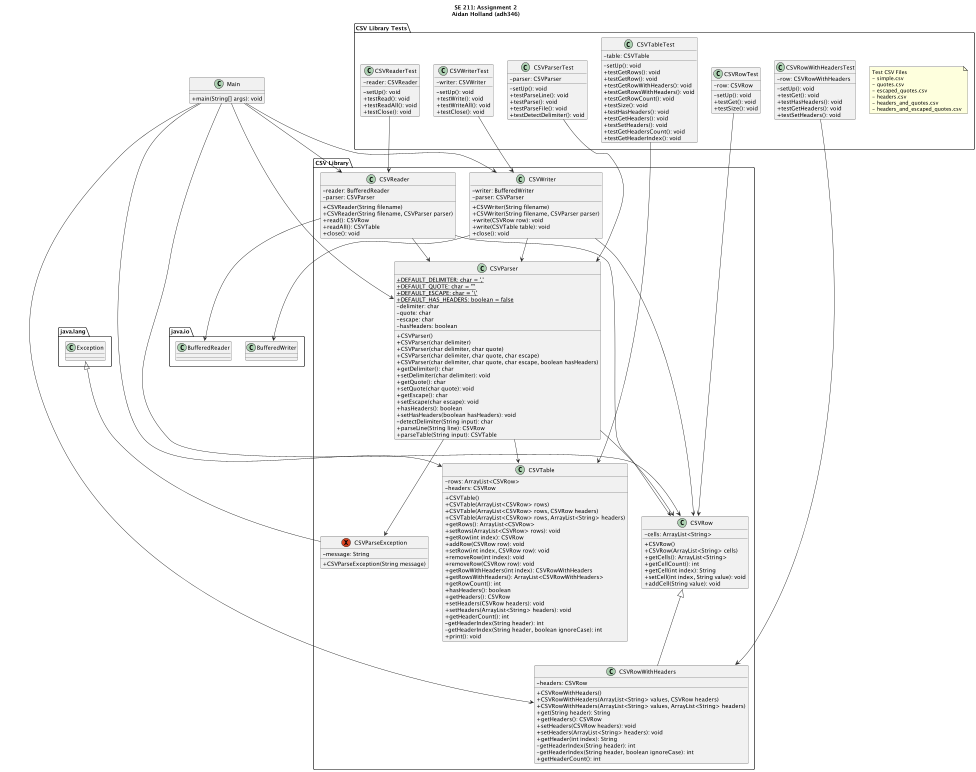 SE 211: Assignment 2
Aidan Holland (adh346)
CSV Library Tests
C CSVReaderTest
–reader: CSVReader
–setUp(): void
+testRead(): void
+testReadAll(): void
+testClose(): void
C CSVWriterTest
–writer: CSVWriter
–setUp(): void
+testWrite(): void
+testWriteAll(): void
+testClose(): void
C CSVParserTest
–parser: CSVParser
–setUp(): void
+testParseLine(): void
+testParse(): void
+testParseFile(): void
+testDetectDelimiter(): void
C CSVTableTest
–table: CSVTable
–setUp(): void
+testGetRows(): void
+testGetRow(): void
+testGetRowWithHeaders(): void
+testGetRowsWithHeaders(): void
+testGetRowCount(): void
+testSize(): void
+testHasHeaders(): void
+testGetHeaders(): void
+testSetHeaders(): void
+testGetHeadersCount(): void
+testGetHeaderIndex(): void
C CSVRowTest
–row: CSVRow
–setUp(): void
+testGet(): void
+testSize(): void
C CSVRowWithHeadersTest
–row: CSVRowWithHeaders
–setUp(): void
+testGet(): void
+testHasHeaders(): void
+testGetHeaders(): void
+testSetHeaders(): void
Test CSV Files
– simple.csv
– quotes.csv
– escaped_quotes.csv
– headers.csv
– headers_and_quotes.csv
– headers_and_escaped_quotes.csv
C Main
+main(String[] args): void
CSV Library
C CSVReader
–reader: BufferedReader
–parser: CSVParser
+CSVReader(String filename)
+CSVReader(String filename, CSVParser parser)
+read(): CSVRow
+readAll(): CSVTable
+close(): void
C CSVWriter
–writer: BufferedWriter
–parser: CSVParser
+CSVWriter(String filename)
+CSVWriter(String filename, CSVParser parser)
+write(CSVRow row): void
+write(CSVTable table): void
+close(): void
C CSVParser
+DEFAULT_DELIMITER: char = ','
+DEFAULT_QUOTE: char = '"'
+DEFAULT_ESCAPE: char = '\'
+DEFAULT_HAS_HEADERS: boolean = false
–delimiter: char
–quote: char
–escape: char
–hasHeaders: boolean
+CSVParser()
+CSVParser(char delimiter)
+CSVParser(char delimiter, char quote)
+CSVParser(char delimiter, char quote, char escape)
+CSVParser(char delimiter, char quote, char escape, boolean hasHeaders)
+getDelimiter(): char
+setDelimiter(char delimiter): void
+getQuote(): char
+setQuote(char quote): void
+getEscape(): char
+setEscape(char escape): void
+hasHeaders(): boolean
+setHasHeaders(boolean hasHeaders): void
–detectDelimiter(String input): char
+parseLine(String line): CSVRow
+parseTable(String input): CSVTable
java.lang
C Exception
java.io
C BufferedReader
C BufferedWriter
C CSVTable
–rows: ArrayList<CSVRow>
–headers: CSVRow
+CSVTable()
+CSVTable(ArrayList<CSVRow> rows)
+CSVTable(ArrayList<CSVRow> rows, CSVRow headers)
+CSVTable(ArrayList<CSVRow> rows, ArrayList<String> headers)
+getRows(): ArrayList<CSVRow>
+setRows(ArrayList<CSVRow> rows): void
+getRow(int index): CSVRow
+addRow(CSVRow row): void
+setRow(int index, CSVRow row): void
+removeRow(int index): void
+removeRow(CSVRow row): void
+getRowWithHeaders(int index): CSVRowWithHeaders
+getRowsWithHeaders(): ArrayList<CSVRowWithHeaders>
+getRowCount(): int
+hasHeaders(): boolean
+getHeaders(): CSVRow
+setHeaders(CSVRow headers): void
+setHeaders(ArrayList<String> headers): void
+getHeaderCount(): int
–getHeaderIndex(String header): int
–getHeaderIndex(String header, boolean ignoreCase): int
+print(): void
X CSVParseException
–message: String
+CSVParseException(String message)
C CSVRow
–cells: ArrayList<String>
+CSVRow()
+CSVRow(ArrayList<String> cells)
+getCells(): ArrayList<String>
+getCellCount(): int
+getCell(int index): String
+setCell(int index, String value): void
+addCell(String value): void
C CSVRowWithHeaders
–headers: CSVRow
+CSVRowWithHeaders()
+CSVRowWithHeaders(ArrayList<String> values, CSVRow headers)
+CSVRowWithHeaders(ArrayList<String> values, ArrayList<String> headers)
+get(String header): String
+getHeaders(): CSVRow
+setHeaders(CSVRow headers): void
+setHeaders(ArrayList<String> headers): void
+getHeader(int index): String
–getHeaderIndex(String header): int
–getHeaderIndex(String header, boolean ignoreCase): int
+getHeaderCount(): int